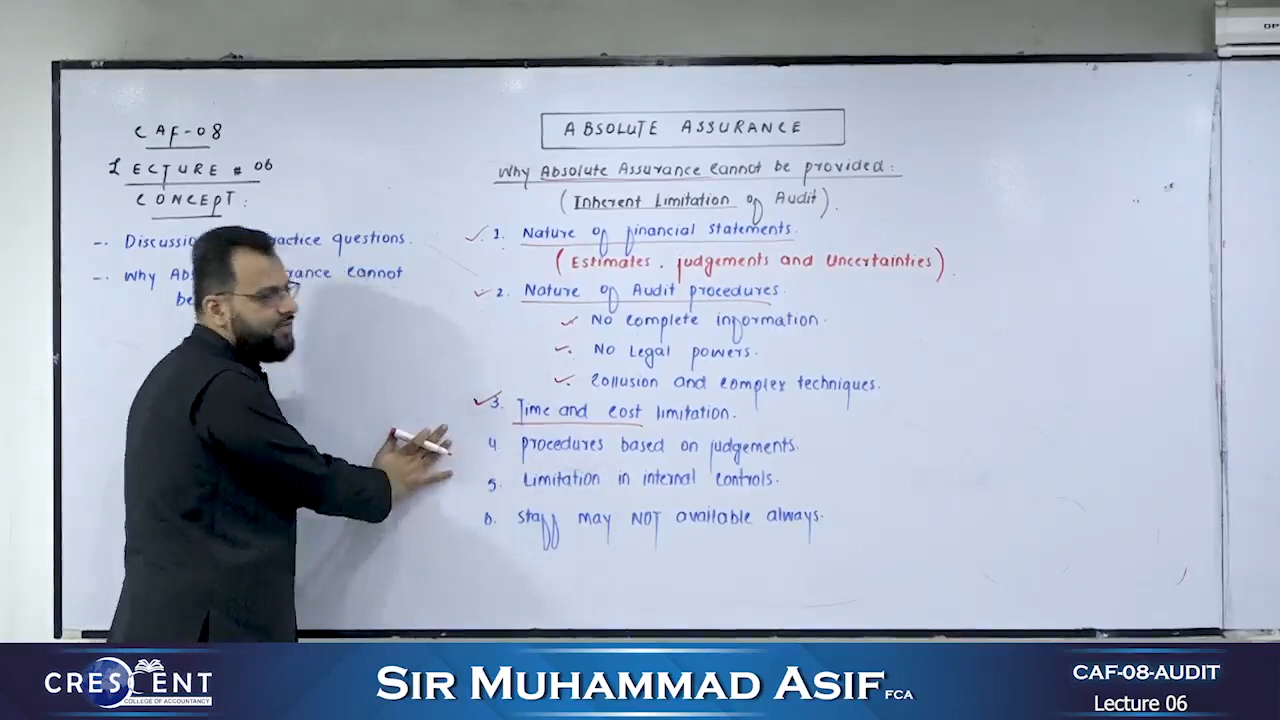 CAF-08
LECTURE # 06
CONCEPT:
-. Discussio ractice questions.
-. Why Abs rance cannot
be
ABSOLUTE ASSURANCE
Why Absolute Assurance cannot be provided:
(Inherent Limitation of Audit).
1. Nature of financial statements.
(Estimates, judgements and uncertainties).
2. Nature of Audit procedures.
No complete information.
No Legal powers.
Collusion and complex techniques.
3. Time and cost limitation.
4. procedures based on judgements.
5. Limitation in internal controls.
6. staff may NOT available always.
CRESCENT
COLLEGE OF ACCOUNTANCY
SIR MUHAMMAD ASIF FCA
CAF-08-AUDIT
Lecture 06
OP